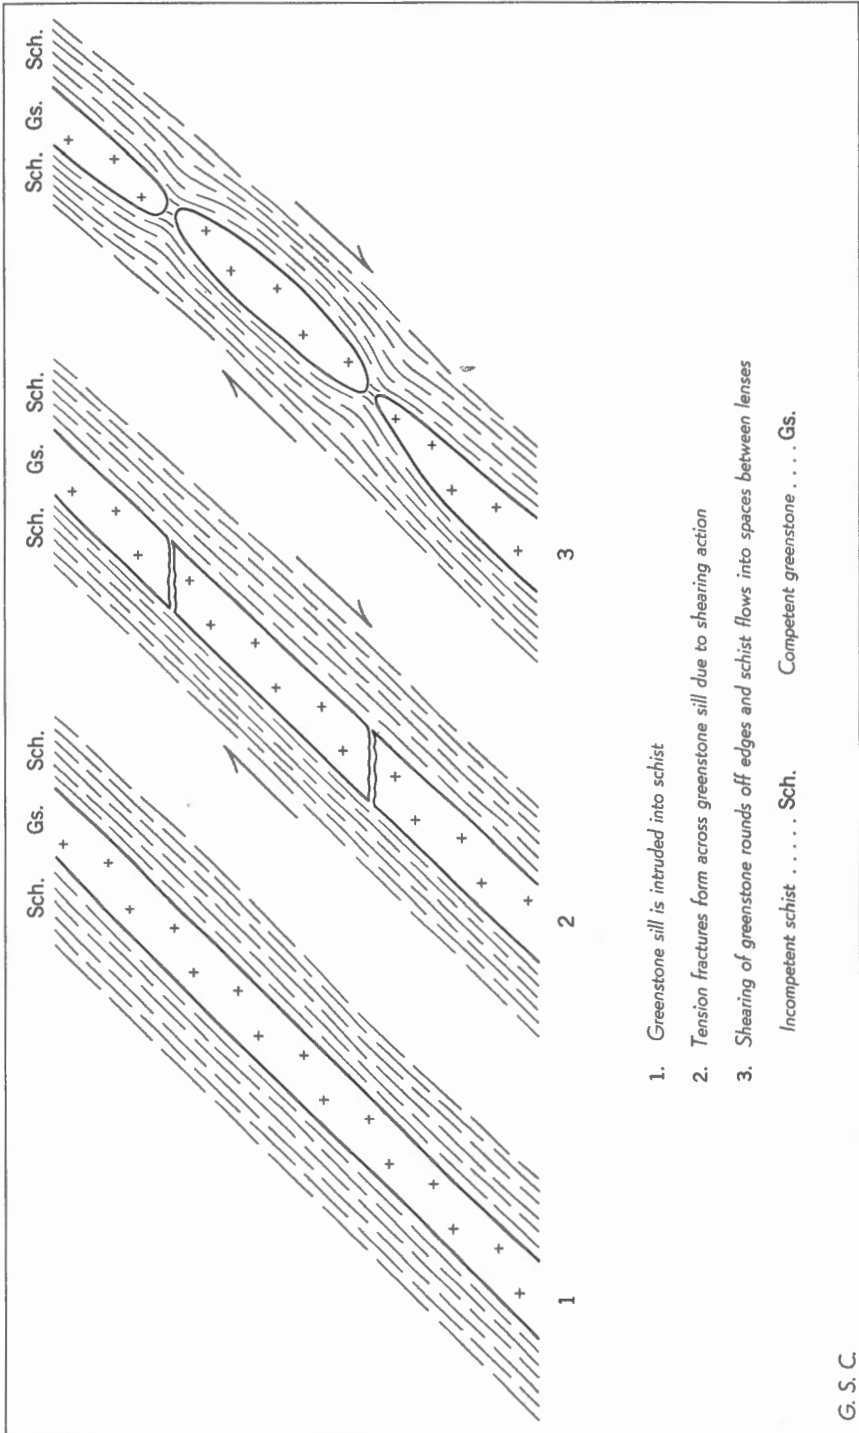 Sch. Gs. Sch.
Sch. Gs. Sch.
Sch. Gs. Sch.
1
2
3
1. Greenstone sill is intruded into schist
2. Tension fractures form across greenstone sill due to shearing action
3. Shearing of greenstone rounds off edges and schist flows into spaces between lenses
Incompetent schist ..... Sch. Competent greenstone ..... Gs.
G. S. C.